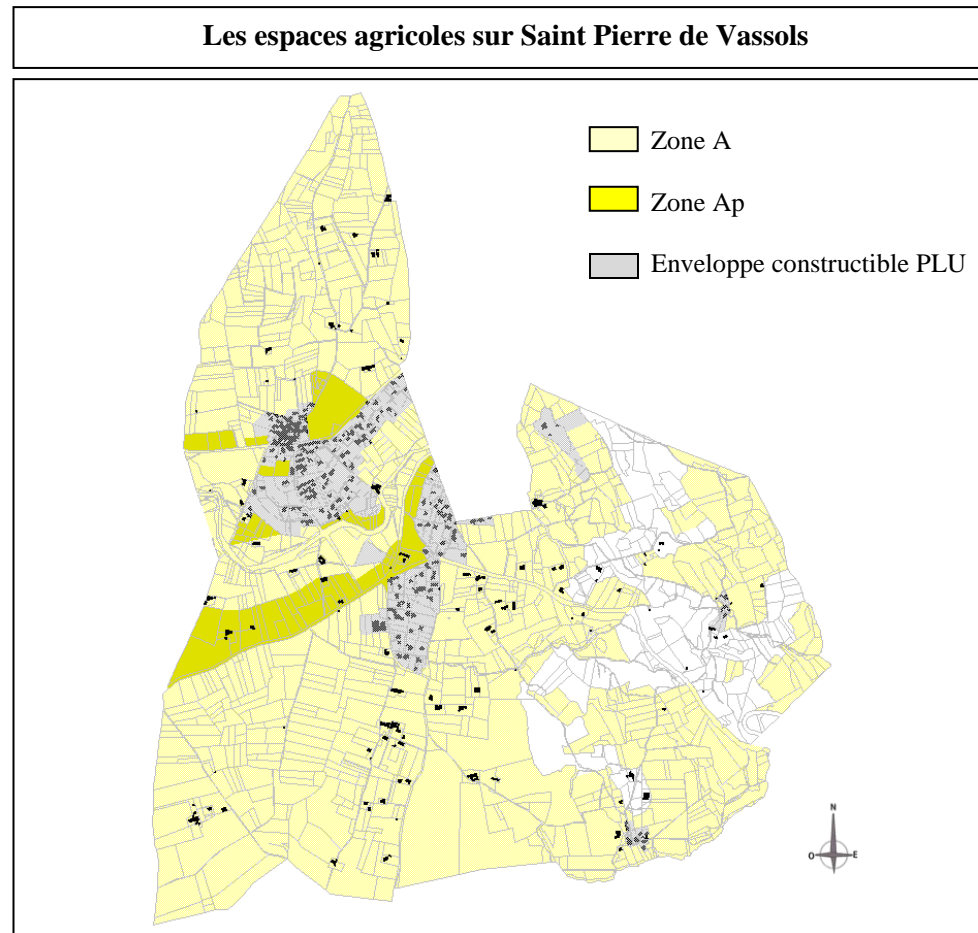 Les espaces agricoles sur Saint Pierre de Vassols
Zone A
Zone Ap
Enveloppe constructible PLU
N
O E